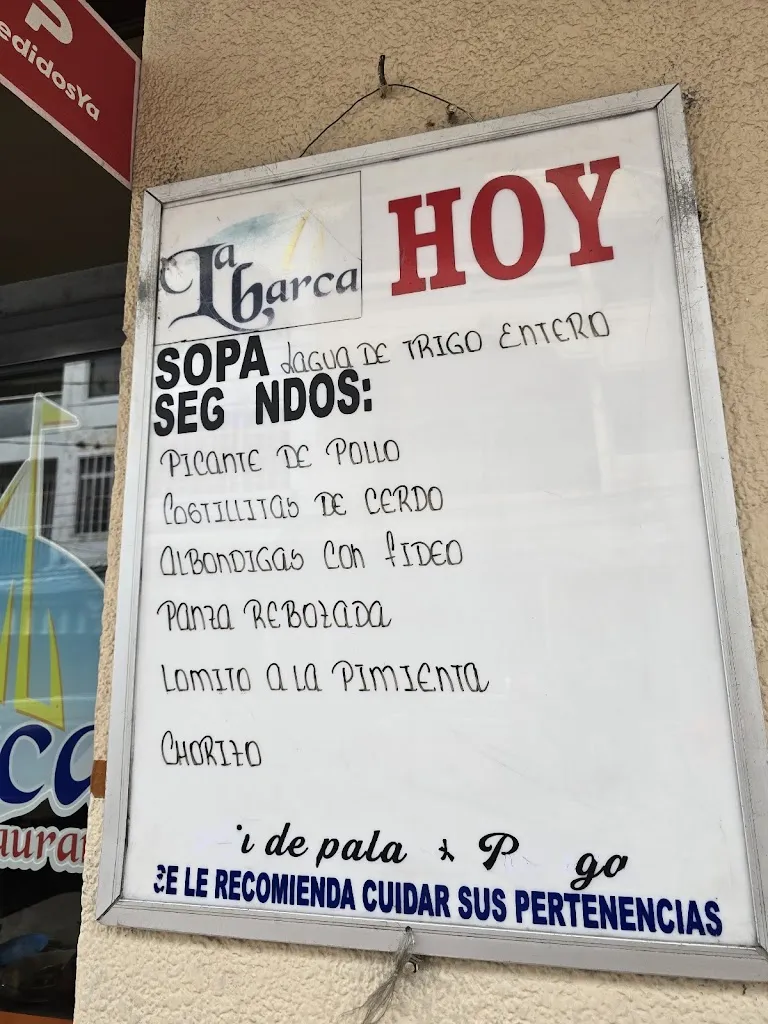 PedidosYa
La barca
HOY
SOPA LAGUA DE TRIGO ENTERO
SEG NDOS:
PICANTE DE POLLO
COSTILLITAS DE CERDO
ALBONDIGAS CON FIDEO
PANZA REBOZADA
LOMITO A LA PIMIENTA
CHORIZO
de pala P go
SE LE RECOMIENDA CUIDAR SUS PERTENENCIAS